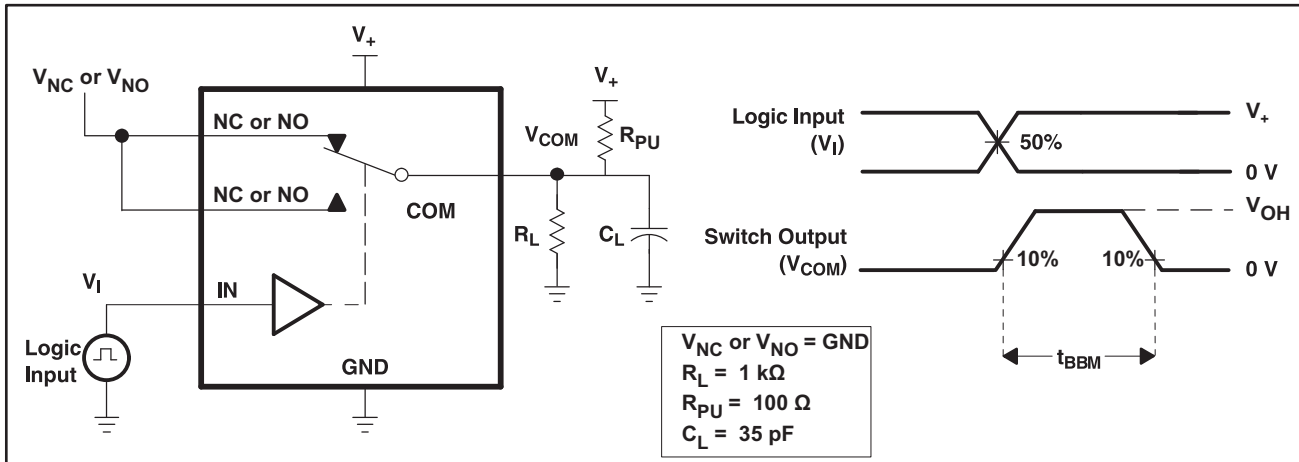 V+
V+
VNC or VNO
NC or NO
VCOM
RPU
NC or NO
COM
RL
CL
VI
IN
Logic
Input
GND
VNC or VNO = GND
RL = 1 kΩ
RPU = 100 Ω
CL = 35 pF
Logic Input
(VI)
50%
V+
0 V
VOH
Switch Output
(VCOM)
10%
10%
0 V
tBBM